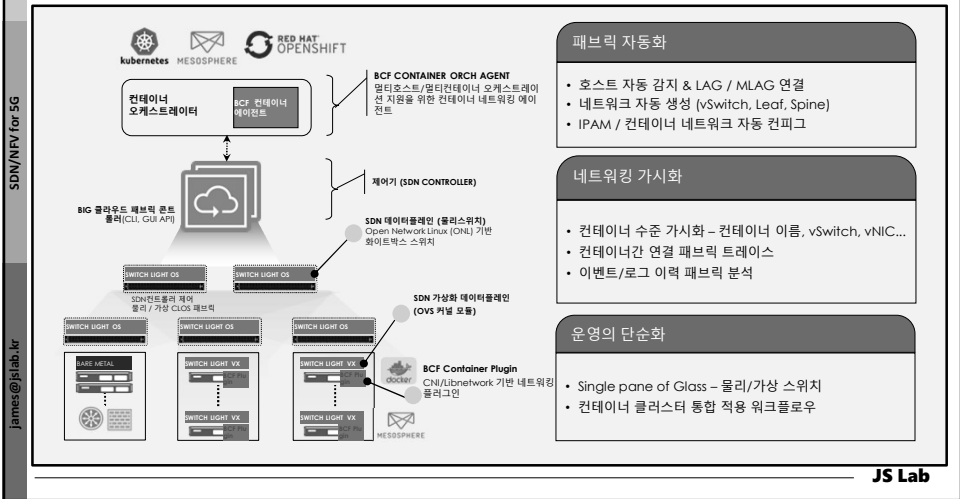 SDN/NFV for 5G
james@jslab.kr
kubernetes
MESOSPHERE
RED HAT
OPENSHIFT
컨테이너
오케스트레이터
BCF 컨테이너
에이전트
BCF CONTAINER ORCH AGENT
멀티호스트/멀티컨테이너 오케스트레이
션 지원을 위한 컨테이너 네트워킹 에이
전트
제어기 (SDN CONTROLLER)
BIG 클라우드 패브릭 콘트
롤러(CLI, GUI API)
SDN 데이터플레인 (물리스위치)
Open Network Linux (ONL) 기반
화이트박스 스위치
SWITCH LIGHT OS
SWITCH LIGHT OS
SDN컨트롤러 제어
물리 / 가상 CLOS 패브릭
SDN 가상화 데이터플레인
(OVS 커널 모듈)
SWITCH LIGHT OS
SWITCH LIGHT OS
SWITCH LIGHT OS
BARE METAL
SWITCH LIGHT VX
BCF Plu
gin
SWITCH LIGHT VX
BCF Plu
gin
SWITCH LIGHT VX
BCF Plu
gin
SWITCH LIGHT VX
BCF Plu
gin
docker
BCF Container Plugin
CNI/Libnetwork 기반 네트워킹
플러그인
MESOSPHERE
패브릭 자동화
• 호스트 자동 감지 & LAG / MLAG 연결
• 네트워크 자동 생성 (vSwitch, Leaf, Spine)
• IPAM / 컨테이너 네트워크 자동 컨피그
네트워킹 가시화
• 컨테이너 수준 가시화 – 컨테이너 이름, vSwitch, vNIC...
• 컨테이너간 연결 패브릭 트레이스
• 이벤트/로그 이력 패브릭 분석
운영의 단순화
• Single pane of Glass – 물리/가상 스위치
• 컨테이너 클러스터 통합 적용 워크플로우
JS Lab